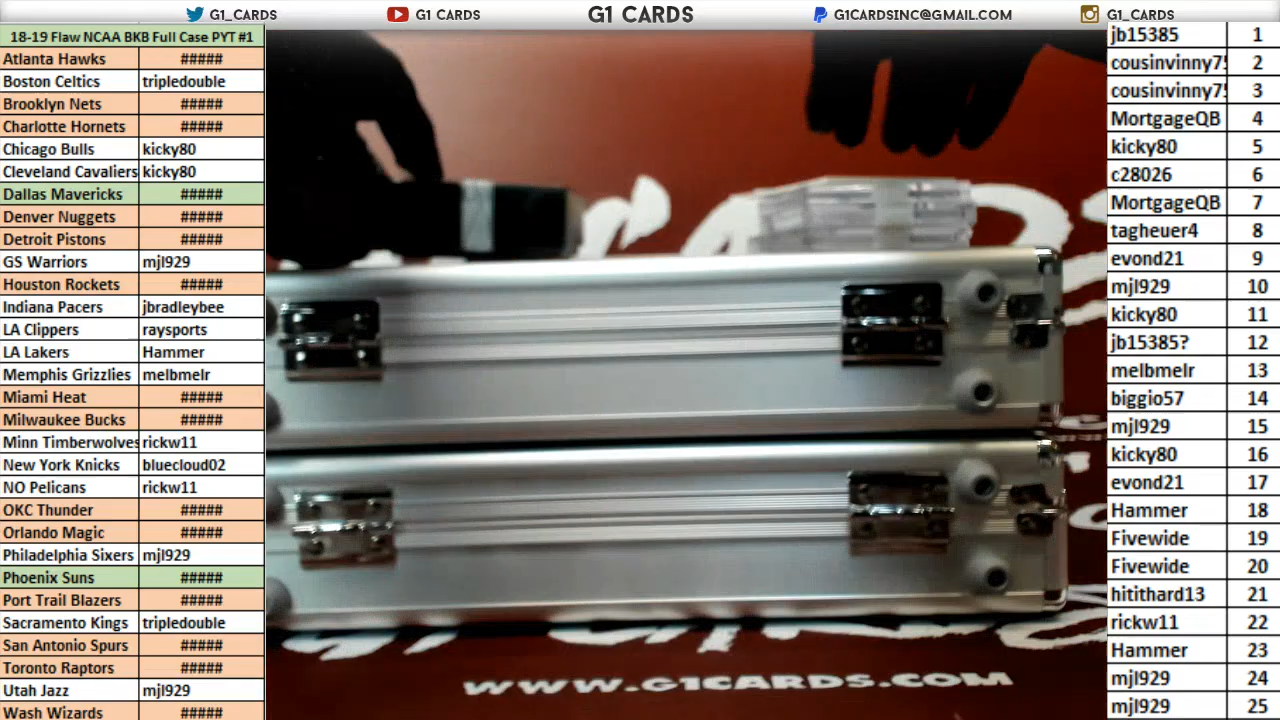 G1_CARDS
G1 CARDS
G1 CARDS
G1CARDSINC@GMAIL.COM
G1_CARDS
18-19 Flaw NCAA BKB Full Case PYT #1
Atlanta Hawks #####
Boston Celtics tripledouble
Brooklyn Nets #####
Charlotte Hornets #####
Chicago Bulls kicky80
Cleveland Cavaliers kicky80
Dallas Mavericks #####
Denver Nuggets #####
Detroit Pistons #####
GS Warriors mjl929
Houston Rockets #####
Indiana Pacers jbradleybee
LA Clippers raysports
LA Lakers Hammer
Memphis Grizzlies melbmelr
Miami Heat #####
Milwaukee Bucks #####
Minn Timberwolves rickw11
New York Knicks bluecloud02
NO Pelicans rickw11
OKC Thunder #####
Orlando Magic #####
Philadelphia Sixers mjl929
Phoenix Suns #####
Port Trail Blazers #####
Sacramento Kings tripledouble
San Antonio Spurs #####
Toronto Raptors #####
Utah Jazz mjl929
Wash Wizards #####
WWW.G1CARDS.COM
jb15385 1
cousinvinny75 2
cousinvinny75 3
MortgageQB 4
kicky80 5
c28026 6
MortgageQB 7
tagheuer4 8
evond21 9
mjl929 10
kicky80 11
jb15385? 12
melbmelr 13
biggio57 14
mjl929 15
kicky80 16
evond21 17
Hammer 18
Fivewide 19
Fivewide 20
hitithard13 21
rickw11 22
Hammer 23
mjl929 24
mjl929 25